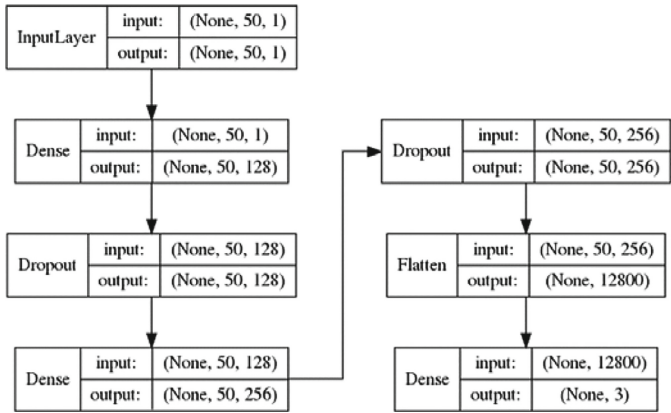 InputLayer input: (None, 50, 1)
output: (None, 50, 1)
Dense input: (None, 50, 1)
output: (None, 50, 128)
Dropout input: (None, 50, 128)
output: (None, 50, 128)
Dense input: (None, 50, 128)
output: (None, 50, 256)
Dropout input: (None, 50, 256)
output: (None, 50, 256)
Flatten input: (None, 50, 256)
output: (None, 12800)
Dense input: (None, 12800)
output: (None, 3)